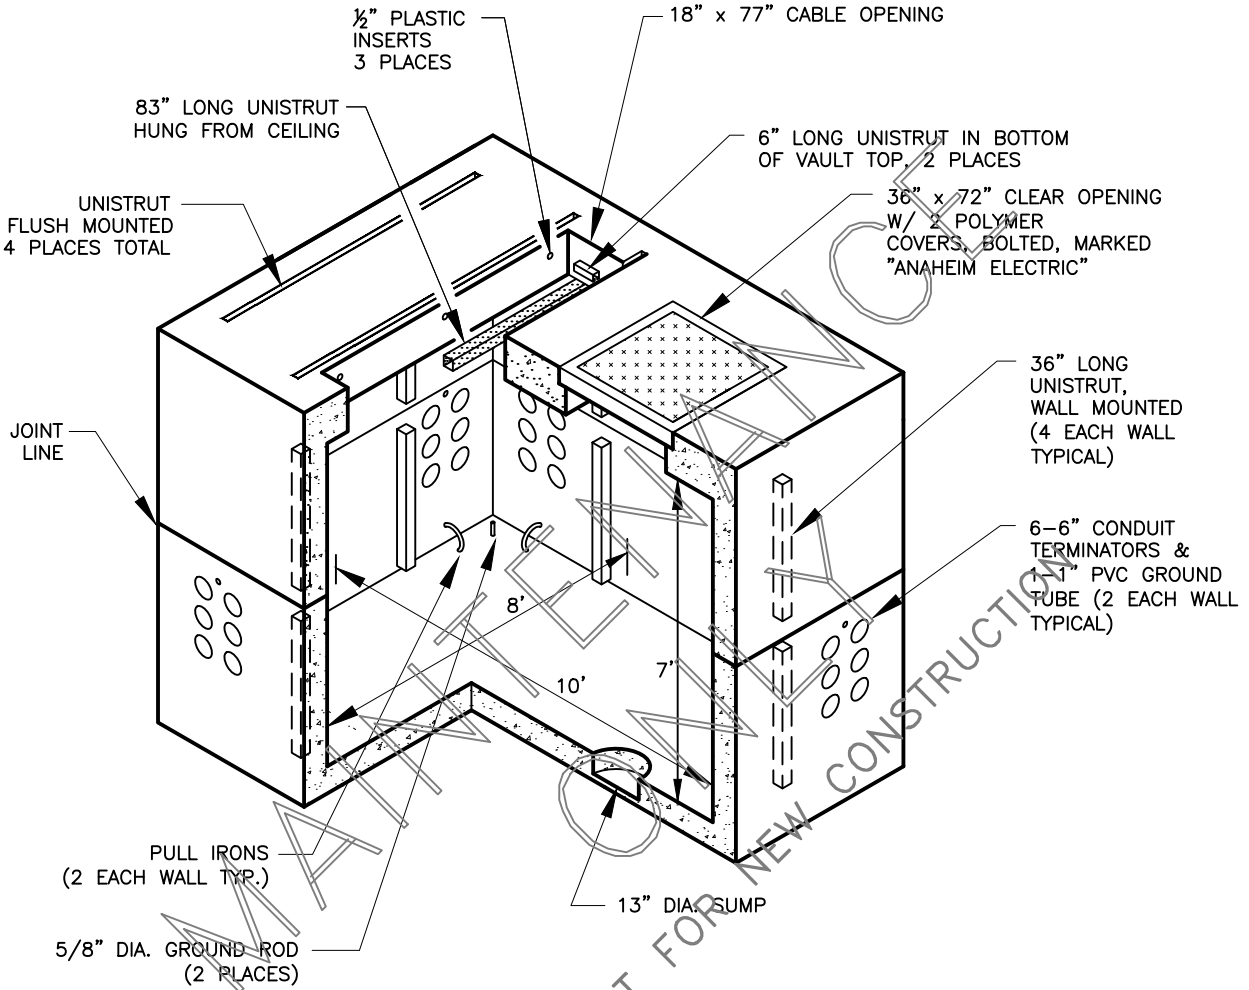 ½" PLASTIC
INSERTS
3 PLACES
18" x 77" CABLE OPENING
83" LONG UNISTRUT
HUNG FROM CEILING
6" LONG UNISTRUT IN BOTTOM
OF VAULT TOP, 2 PLACES
UNISTRUT
FLUSH MOUNTED
4 PLACES TOTAL
36" x 72" CLEAR OPENING
W/ 2 POLYMER
COVERS, BOLTED, MARKED
"ANAHEIM ELECTRIC"
36" LONG
UNISTRUT,
WALL MOUNTED
(4 EACH WALL
TYPICAL)
JOINT
LINE
6-6" CONDUIT
TERMINATORS &
1-1" PVC GROUND
TUBE (2 EACH WALL
TYPICAL)
8'
10'
7'
PULL IRONS
(2 EACH WALL TYP.)
13" DIA. SUMP
5/8" DIA. GROUND ROD
(2 PLACES)
MAINTENANCE
ONLY
FOR NEW CONSTRUCTION